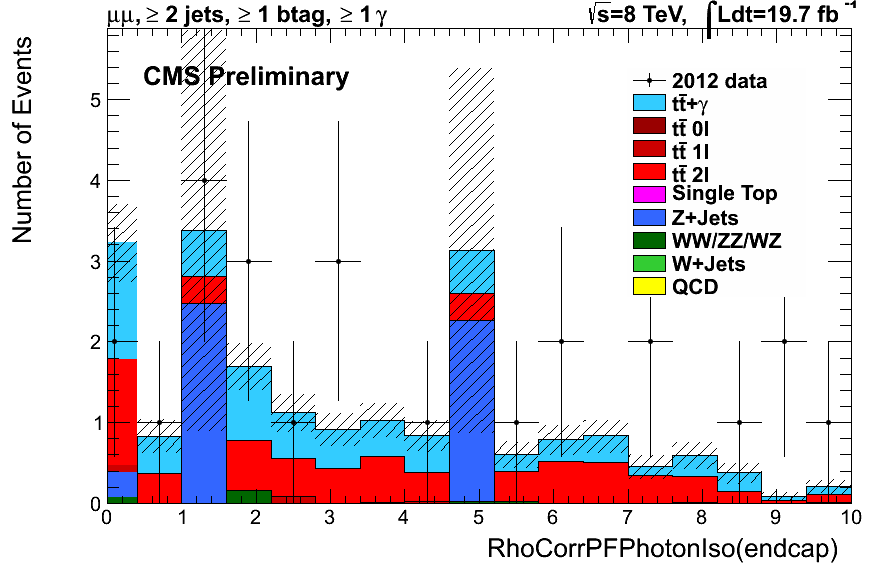 μμ, ≥ 2 jets, ≥ 1 btag, ≥ 1 γ
√s=8 TeV, ∫Ldt=19.7 fb⁻¹
CMS Preliminary
Number of Events
5
4
3
2
1
0
2012 data
tt̄+γ
tt̄ 0l
tt̄ 1l
tt̄ 2l
Single Top
Z+Jets
WW/ZZ/WZ
W+Jets
QCD
0 1 2 3 4 5 6 7 8 9 10
RhoCorrPFPhotonIso(endcap)